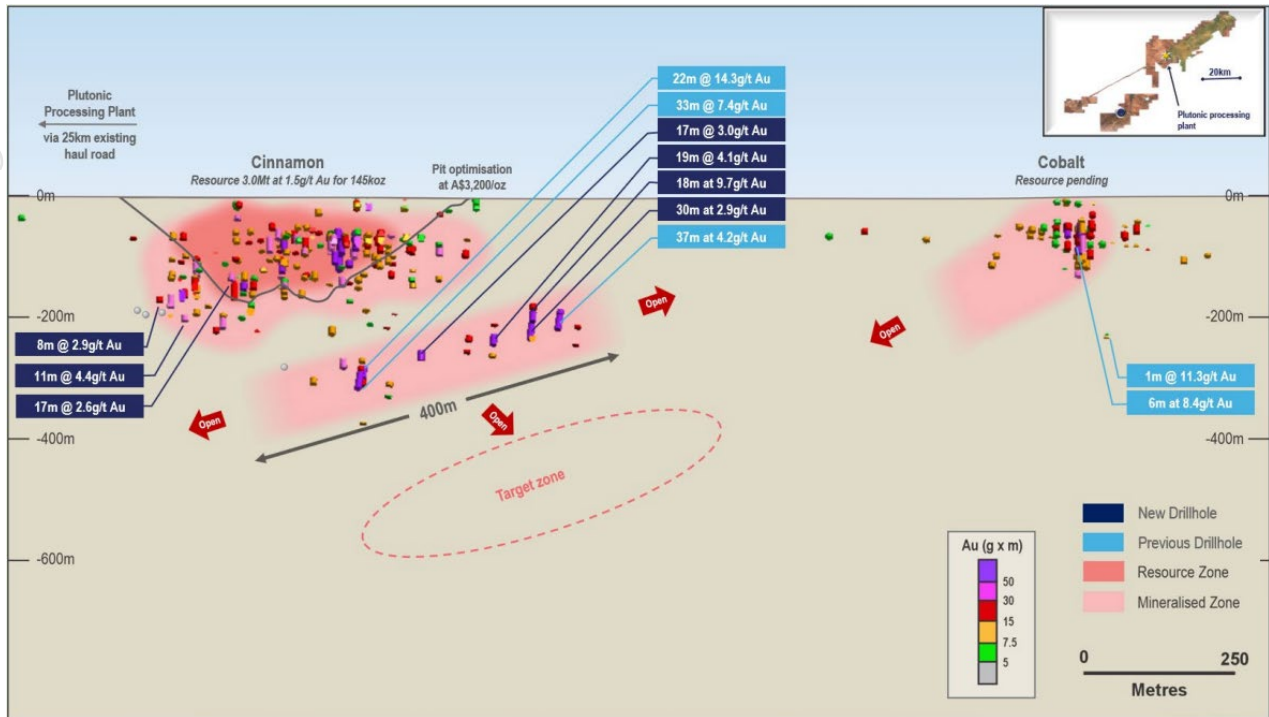 Plutonic
Processing Plant
via 25km existing
haul road
Cinnamon
Resource 3.0Mt at 1.5g/t Au for 145koz
Pit optimisation
at A$3,200/oz
22m @ 14.3g/t Au
33m @ 7.4g/t Au
17m @ 3.0g/t Au
19m @ 4.1g/t Au
18m at 9.7g/t Au
30m at 2.9g/t Au
37m at 4.2g/t Au
20km
Plutonic processing
plant
Cobalt
Resource pending
0m
0m
-200m
-200m
-400m
-400m
-600m
8m @ 2.9g/t Au
11m @ 4.4g/t Au
17m @ 2.6g/t Au
Open
Open
Open
Open
400m
Target zone
1m @ 11.3g/t Au
6m at 8.4g/t Au
Au (g x m)
50
30
15
7.5
5
New Drillhole
Previous Drillhole
Resource Zone
Mineralised Zone
0 250
Metres